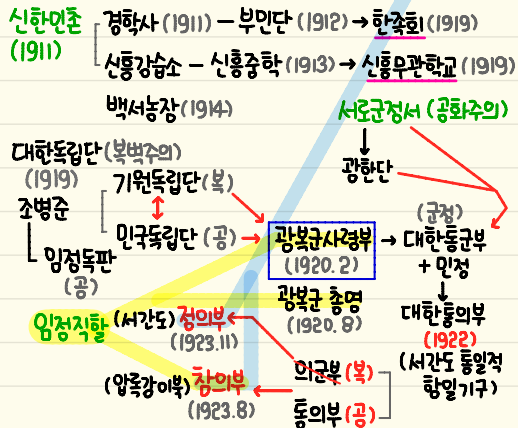 신한민촌
(1911)
경학사 (1911) — 부민단 (1912) → 한족회 (1919)
신흥강습소 — 신흥중학 (1913) → 신흥무관학교 (1919)
백서농장 (1914)
서로군정서 (공화주의)
광한단
대한독립단 (복벽주의)
(1919)
조병준
임정독판
(공)
기원독립단 (복)
민국독립단 (공)
광복군사령부
(1920.2)
(군정)
대한통군부
+ 민정
광복군 총영
(1920.8)
대한통의부
(1922)
(서간도 통일적
항일기구)
임정직할
(서간도) 정의부
(1923.11)
(압록강이북) 참의부
(1923.8)
의군부 (복)
통의부 (공)